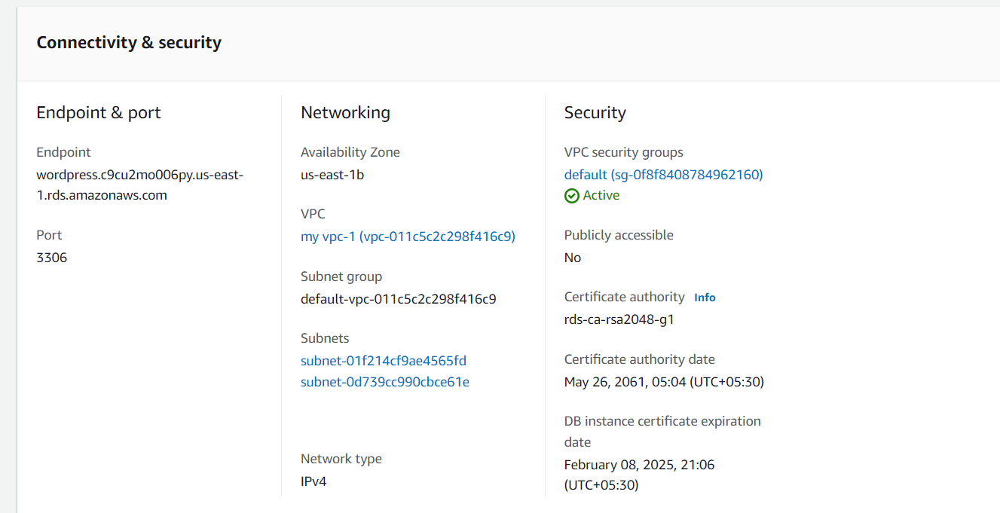 Connectivity & security
Endpoint & port
Endpoint
wordpress.c9cu2mo006py.us-east-
1.rds.amazonaws.com
Port
3306
Networking
Availability Zone
us-east-1b
VPC
my vpc-1 (vpc-011c5c2c298f416c9)
Subnet group
default-vpc-011c5c2c298f416c9
Subnets
subnet-01f214cf9ae4565fd
subnet-0d739cc990cbce61e
Network type
IPv4
Security
VPC security groups
default (sg-0f8f8408784962160)
Active
Publicly accessible
No
Certificate authority Info
rds-ca-rsa2048-g1
Certificate authority date
May 26, 2061, 05:04 (UTC+05:30)
DB instance certificate expiration
date
February 08, 2025, 21:06
(UTC+05:30)